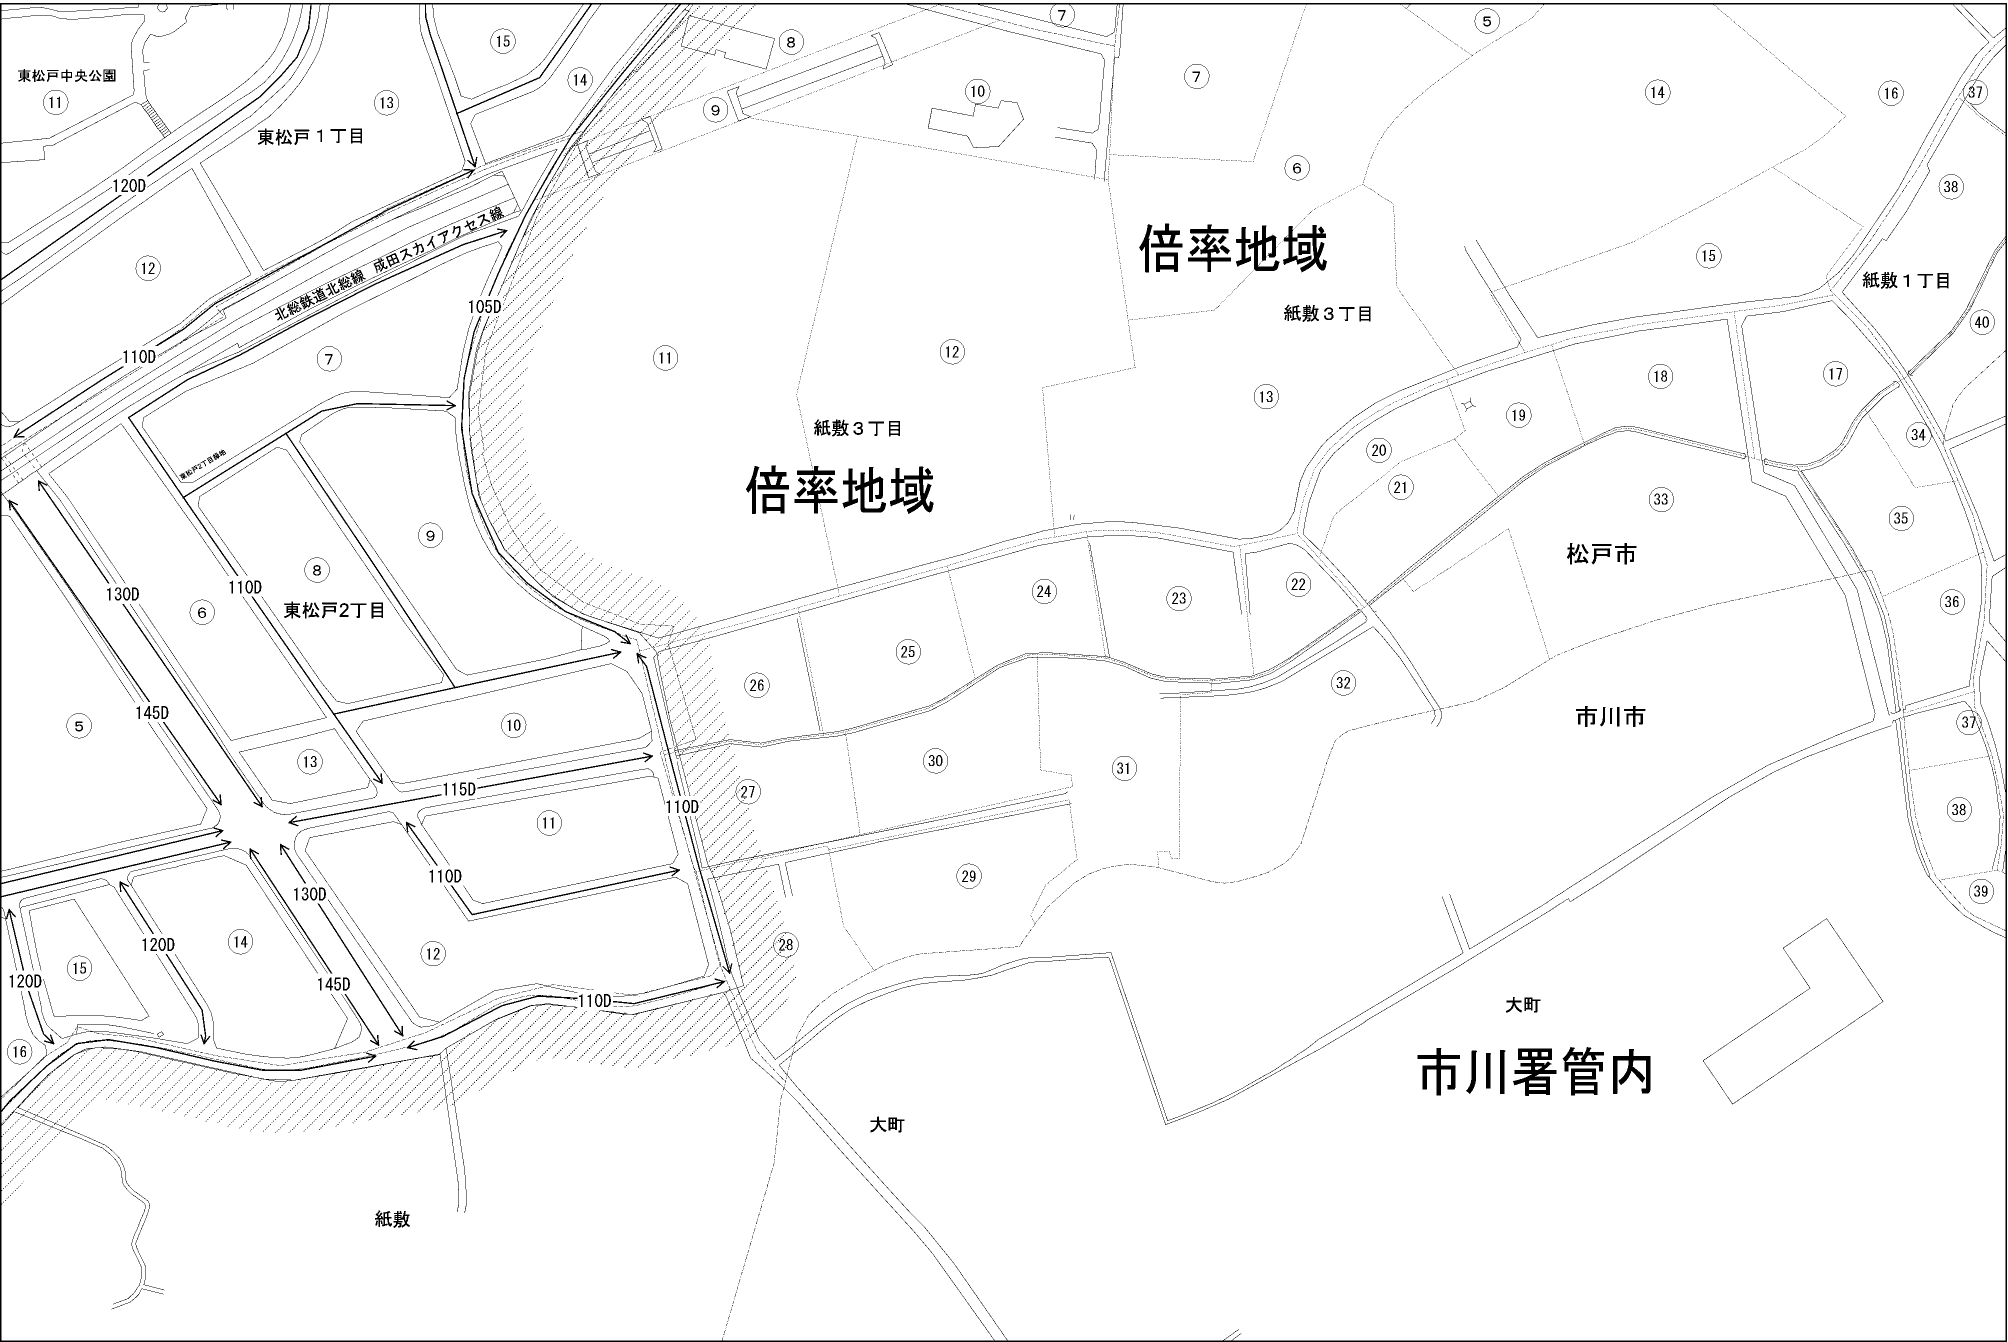 ⑦
⑤
⑮
⑧
⑭
東松戸中央公園
⑪
⑬
⑨
⑩
⑦
⑭
⑯
㊲
東松戸１丁目
⑥
120D
㊳
倍率地域
⑫
⑮
紙敷１丁目
北総鉄道北総線 成田スカイアクセス線
105D
紙敷３丁目
㊵
110D
⑦
⑪
⑫
⑬
⑱
⑰
⑲
紙敷３丁目
㉞
⑳
㉑
倍率地域
㉝
㉟
⑨
松戸市
⑧
130D
110D
東松戸2丁目
⑥
㉔
㉓
㉒
㊱
㉕
㉖
㉜
145D
⑤
⑩
市川市
㊲
⑬
㉚
㉛
115D
㉗
110D
⑪
㊳
110D
㉙
130D
㊴
120D
⑭
⑫
㉘
⑮
120D
145D
110D
大町
⑯
市川署管内
大町
紙敷